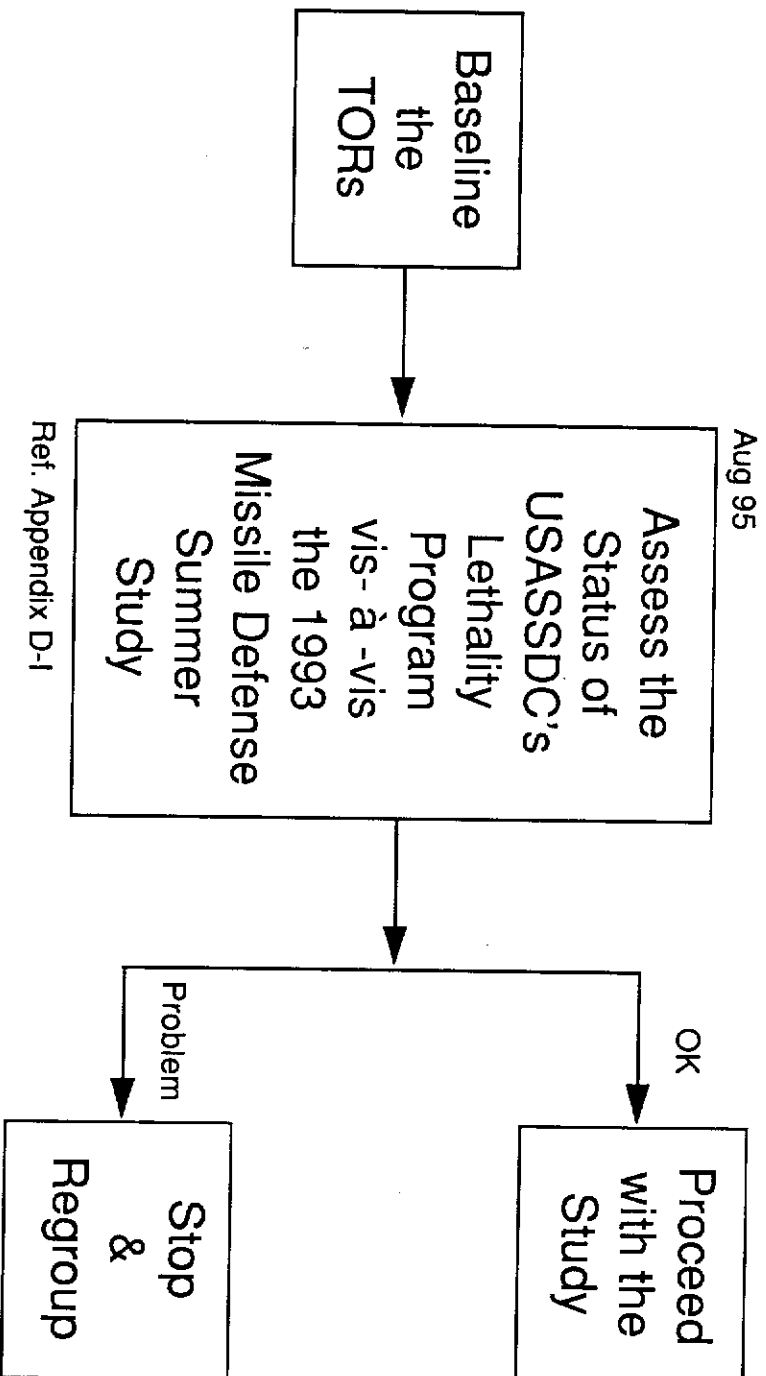 Baseline
the
TORs
Aug 95
Assess the
Status of
USASSDC's
Lethality
Program
vis- à -vis
the 1993
Missile Defense
Summer
Study
Ref. Appendix D-I
OK
Proceed
with the
Study
Problem
Stop
&
Regroup